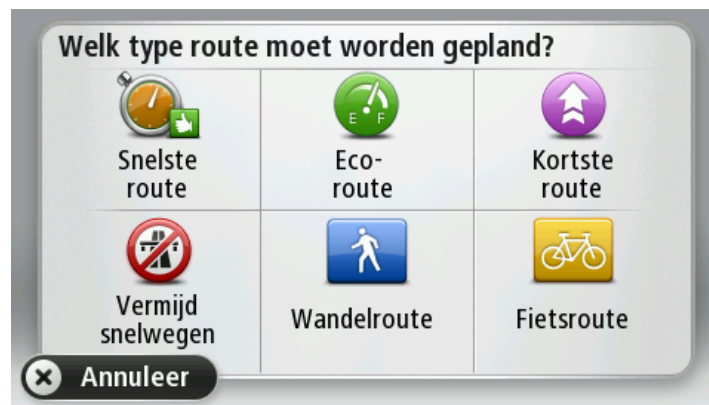 Welk type route moet worden gepland?
E F
Snelste
route
Eco-
route
Kortste
route
Vermijd
snelwegen
Wandelroute
Fietsroute
Annuleer